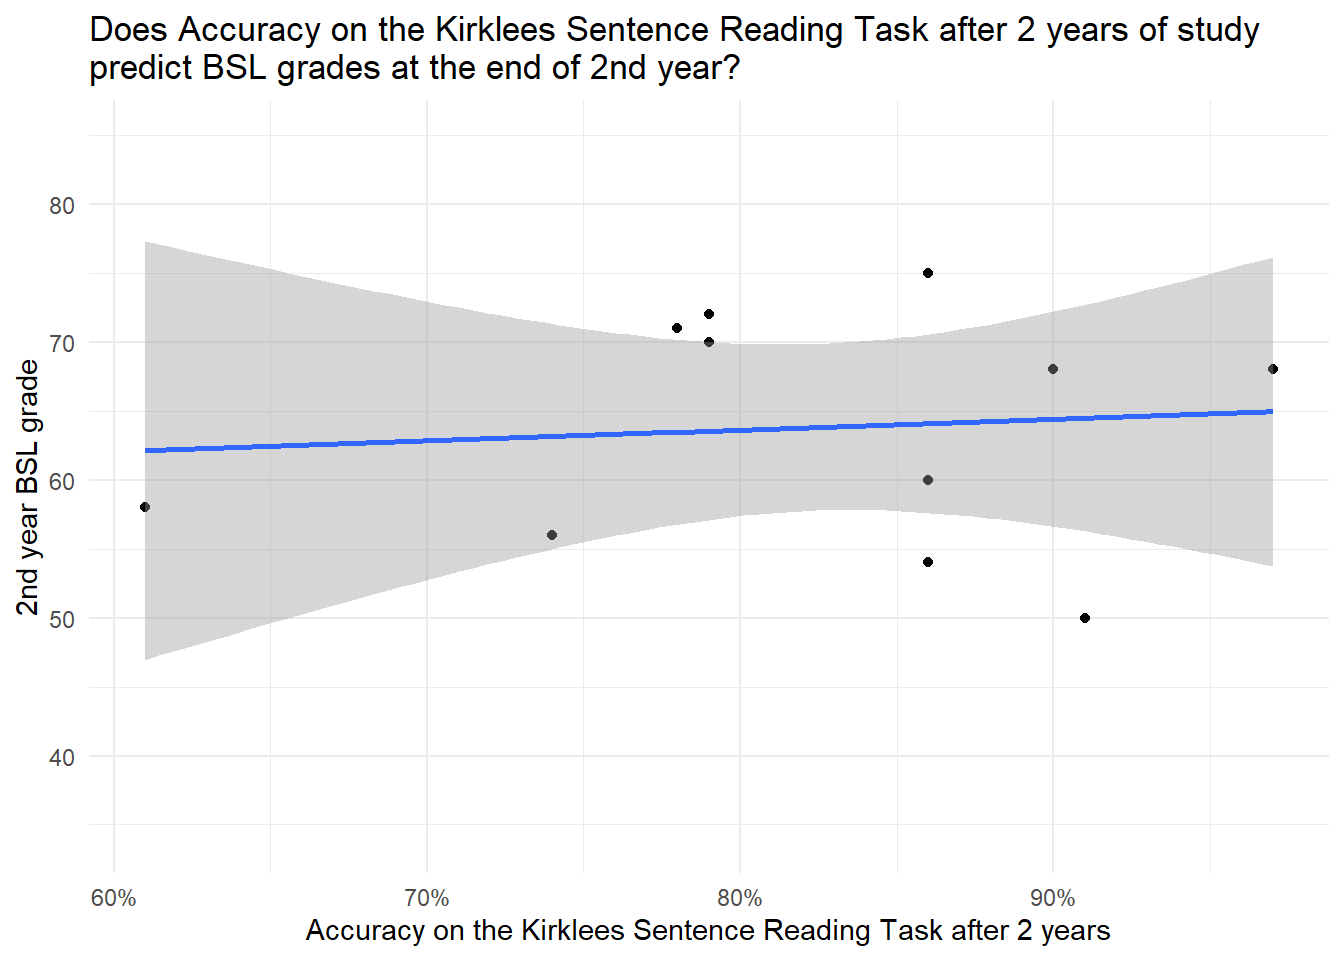 Does Accuracy on the Kirklees Sentence Reading Task after 2 years of study
predict BSL grades at the end of 2nd year?
2nd year BSL grade
80
70
60
50
40
60%
70%
80%
90%
Accuracy on the Kirklees Sentence Reading Task after 2 years